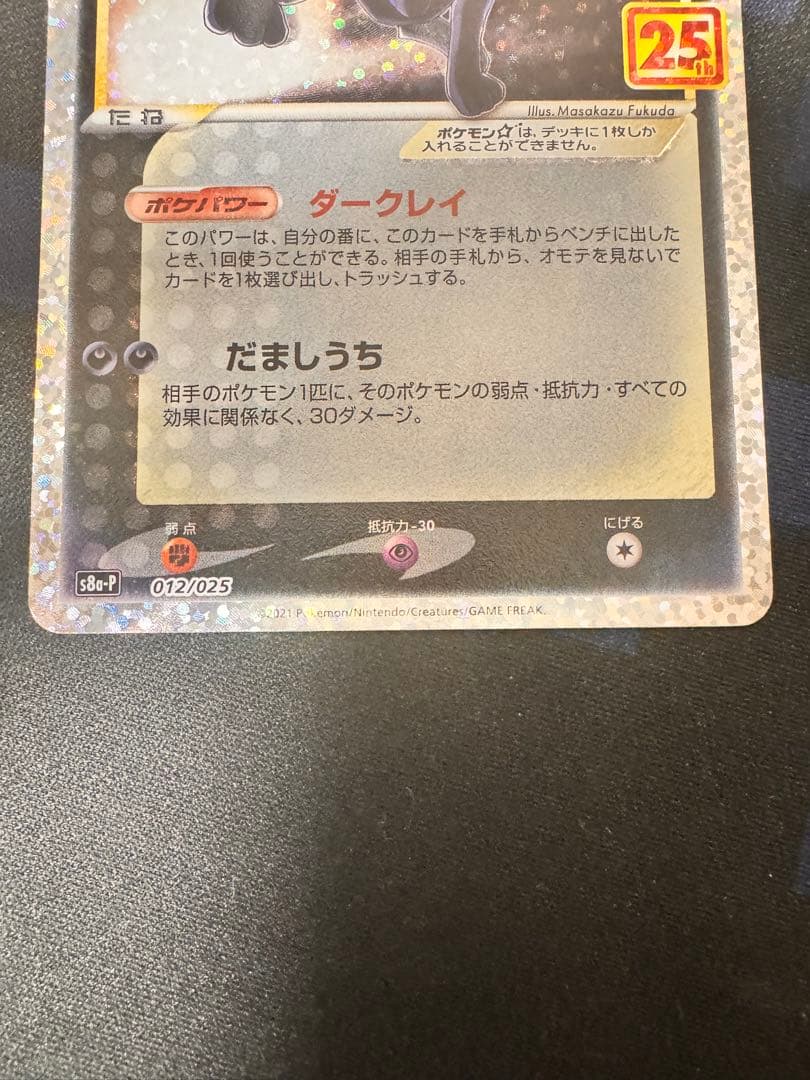 25th
たね
Illus. Masakazu Fukuda
ポケモン☆は、デッキに1枚しか
入れることができません。
ポケパワー ダークレイ
このパワーは、自分の番に、このカードを手札からベンチに出した
とき、1回使うことができる。相手の手札から、オモテを見ないで
カードを1枚選び出し、トラッシュする。
だましうち
相手のポケモン1匹に、そのポケモンの弱点・抵抗力・すべての
効果に関係なく、30ダメージ。
弱点 抵抗力-30 にげる
s8a-P 012/025
©2021 Pokémon/Nintendo/Creatures/GAME FREAK.